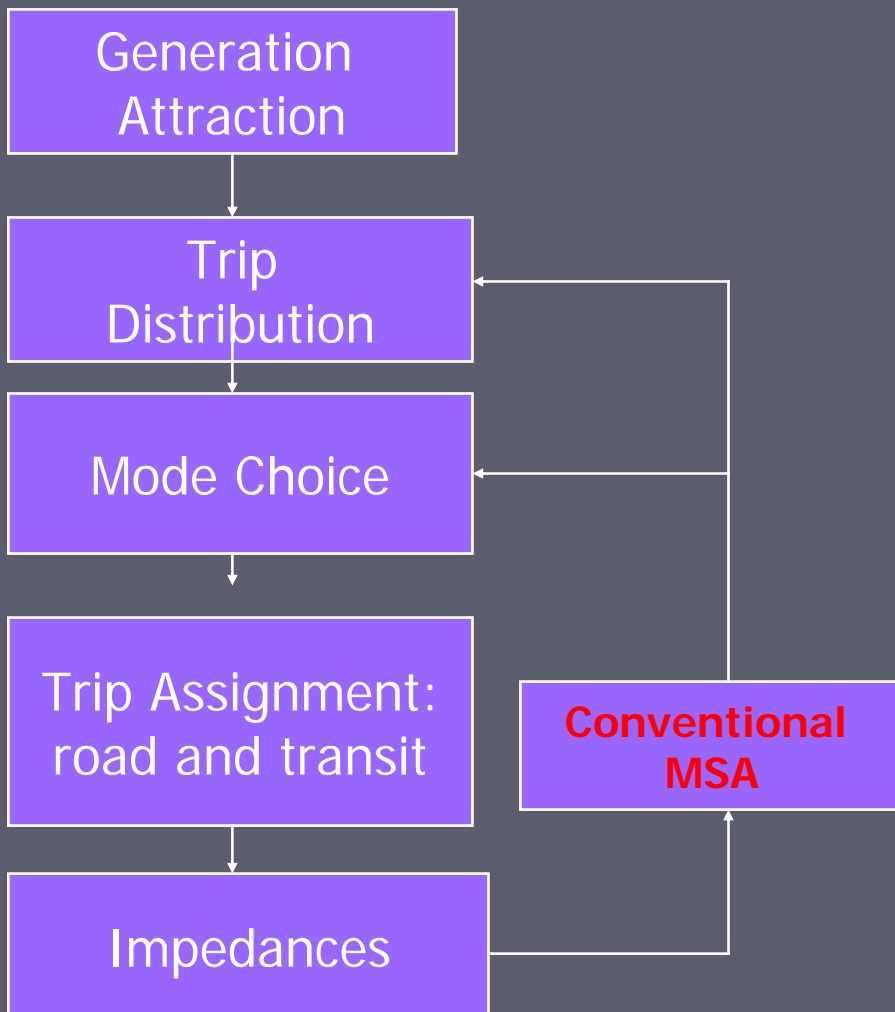 Generation
Attraction
Trip
Distribution
Mode Choice
Trip Assignment:
road and transit
Conventional
MSA
Impedances